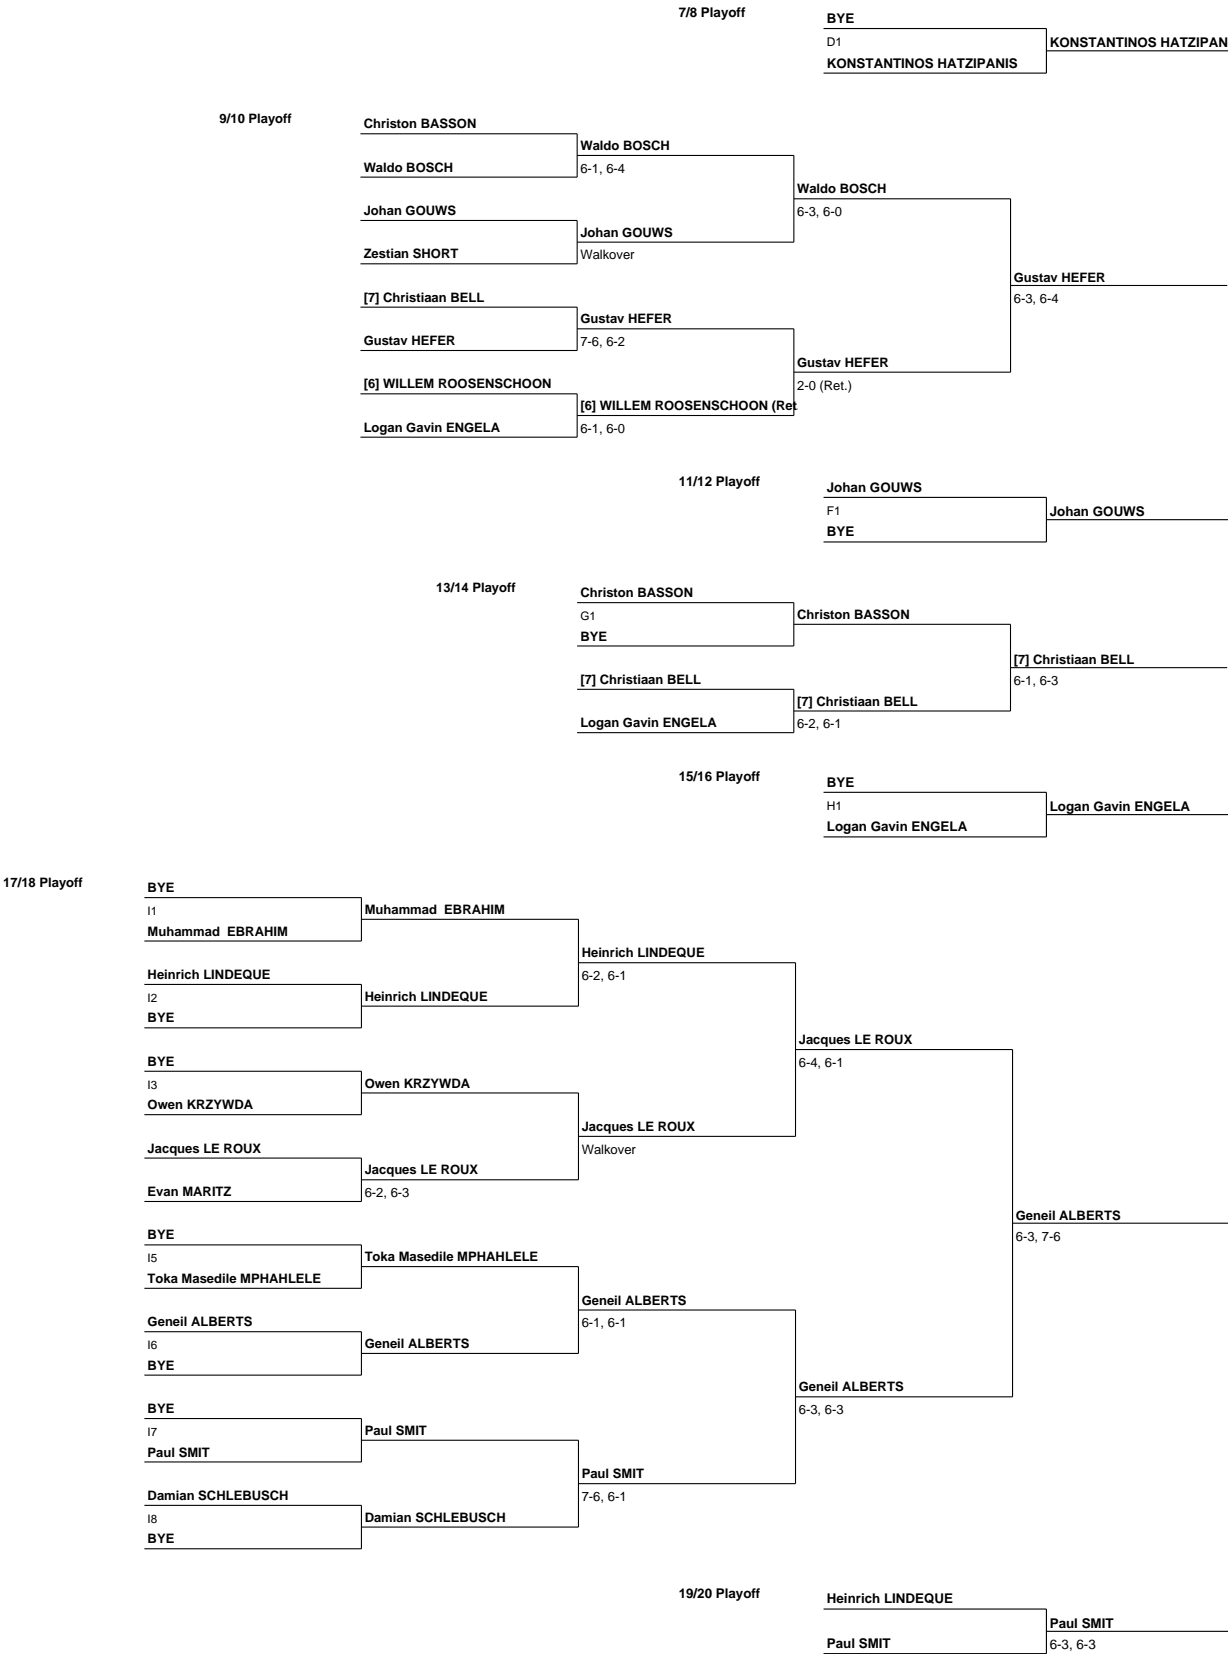 7/8 Playoff
BYE
D1
KONSTANTINOS HATZIPAN
KONSTANTINOS HATZIPANIS
9/10 Playoff
Christon BASSON
Waldo BOSCH
Waldo BOSCH
6-1, 6-4
Waldo BOSCH
6-3, 6-0
Johan GOUWS
Johan GOUWS
Zestian SHORT
Walkover
Gustav HEFER
6-3, 6-4
[7] Christiaan BELL
Gustav HEFER
Gustav HEFER
7-6, 6-2
Gustav HEFER
2-0 (Ret.)
[6] WILLEM ROOSENSCHOON
[6] WILLEM ROOSENSCHOON (Ret
Logan Gavin ENGELA
6-1, 6-0
11/12 Playoff
Johan GOUWS
F1
Johan GOUWS
BYE
13/14 Playoff
Christon BASSON
G1
Christon BASSON
BYE
[7] Christiaan BELL
6-1, 6-3
[7] Christiaan BELL
[7] Christiaan BELL
Logan Gavin ENGELA
6-2, 6-1
15/16 Playoff
BYE
H1
Logan Gavin ENGELA
Logan Gavin ENGELA
17/18 Playoff
BYE
I1
Muhammad EBRAHIM
Muhammad EBRAHIM
Heinrich LINDEQUE
6-2, 6-1
Heinrich LINDEQUE
I2
Heinrich LINDEQUE
BYE
Jacques LE ROUX
6-4, 6-1
BYE
I3
Owen KRZYWDA
Owen KRZYWDA
Jacques LE ROUX
Walkover
Jacques LE ROUX
Jacques LE ROUX
Evan MARITZ
6-2, 6-3
Geneil ALBERTS
6-3, 7-6
BYE
I5
Toka Masedile MPHAHLELE
Toka Masedile MPHAHLELE
Geneil ALBERTS
6-1, 6-1
Geneil ALBERTS
I6
Geneil ALBERTS
BYE
Geneil ALBERTS
6-3, 6-3
BYE
I7
Paul SMIT
Paul SMIT
Paul SMIT
7-6, 6-1
Damian SCHLEBUSCH
I8
Damian SCHLEBUSCH
BYE
19/20 Playoff
Heinrich LINDEQUE
Paul SMIT
Paul SMIT
6-3, 6-3